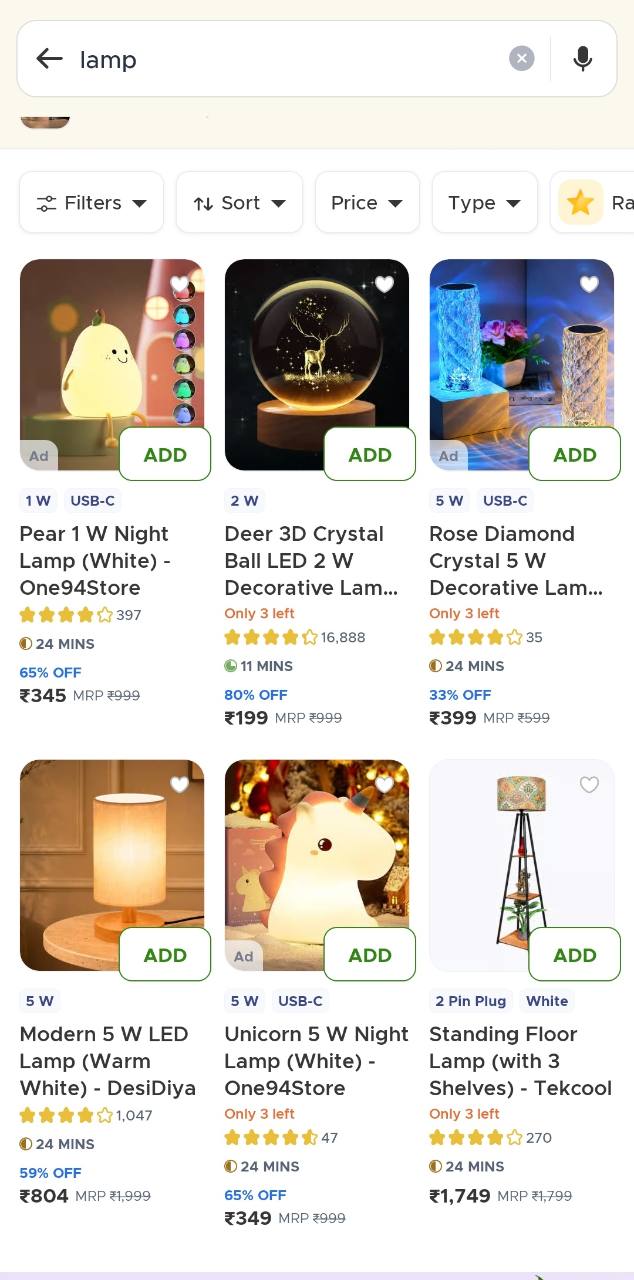 lamp
Filters
Sort
Price
Type
Ra
Ad
ADD
ADD
Ad
ADD
1 W USB-C
Pear 1 W Night
Lamp (White) -
One94Store
397
24 MINS
65% OFF
₹345 MRP ₹999
2 W
Deer 3D Crystal
Ball LED 2 W
Decorative Lam...
Only 3 left
16,888
11 MINS
80% OFF
₹199 MRP ₹999
5 W USB-C
Rose Diamond
Crystal 5 W
Decorative Lam...
Only 3 left
35
24 MINS
33% OFF
₹399 MRP ₹599
ADD
Ad
ADD
ADD
5 W
Modern 5 W LED
Lamp (Warm
White) - DesiDiya
1,047
24 MINS
59% OFF
₹804 MRP ₹1,999
5 W USB-C
Unicorn 5 W Night
Lamp (White) -
One94Store
Only 3 left
47
24 MINS
65% OFF
₹349 MRP ₹999
2 Pin Plug White
Standing Floor
Lamp (with 3
Shelves) - Tekcool
Only 3 left
270
24 MINS
₹1,749 MRP ₹1,799